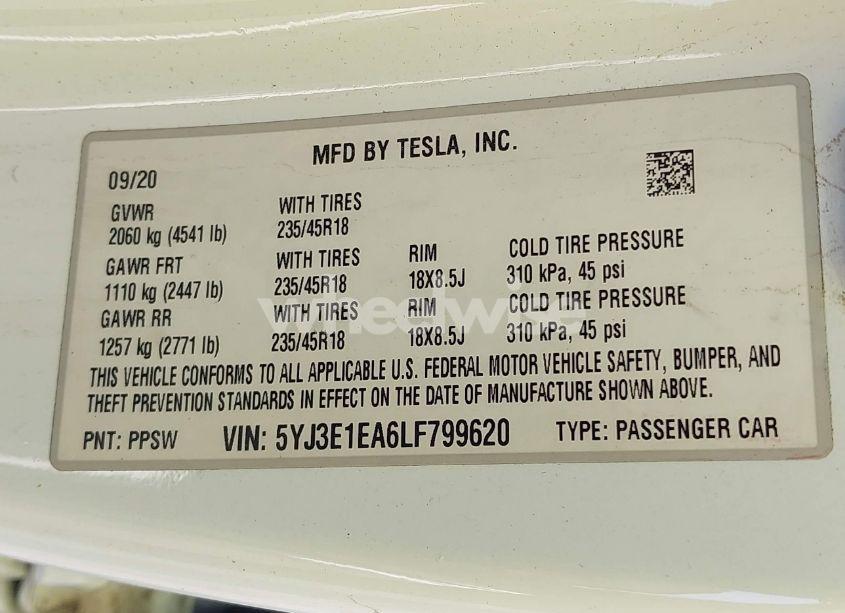 MFD BY TESLA, INC.
09/20
GVWR WITH TIRES
2060 kg (4541 lb) 235/45R18
GAWR FRT WITH TIRES RIM COLD TIRE PRESSURE
1110 kg (2447 lb) 235/45R18 18X8.5J 310 kPa, 45 psi
GAWR RR WITH TIRES RIM COLD TIRE PRESSURE
1257 kg (2771 lb) 235/45R18 18X8.5J 310 kPa, 45 psi
wheelwise
THIS VEHICLE CONFORMS TO ALL APPLICABLE U.S. FEDERAL MOTOR VEHICLE SAFETY, BUMPER, AND
THEFT PREVENTION STANDARDS IN EFFECT ON THE DATE OF MANUFACTURE SHOWN ABOVE.
PNT: PPSW VIN: 5YJ3E1EA6LF799620 TYPE: PASSENGER CAR